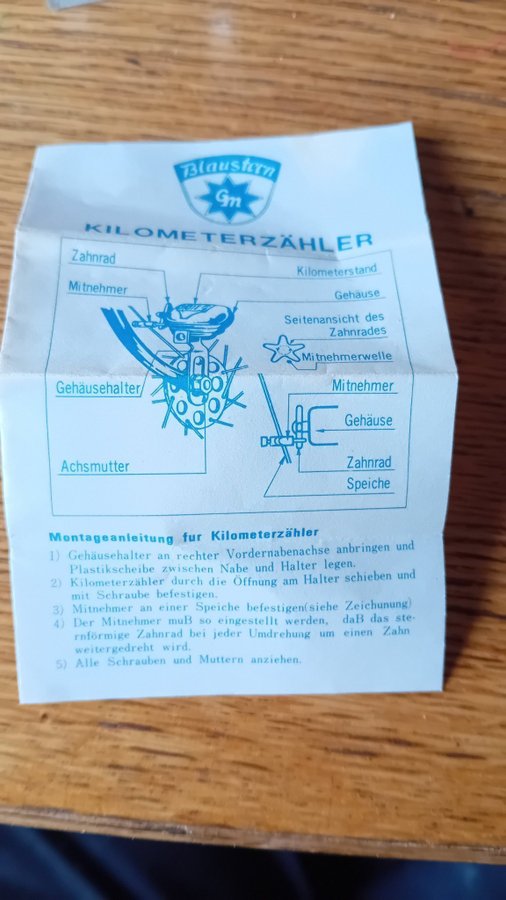 Blaustern
Gm
KILOMETERZÄHLER
Zahnrad
Kilometerstand
Mitnehmer
Gehäuse
Seitenansicht des
Zahnrades
Mitnehmerwelle
Gehäusehalter
Mitnehmer
Gehäuse
Achsmutter
Zahnrad
Speiche
Montageanleitung fur Kilometerzähler
1) Gehäusehalter an rechter Vordernabenachse anbringen und
Plastikscheibe zwischen Nabe und Halter legen.
2) Kilometerzähler durch die Öffnung am Halter schieben und
mit Schraube befestigen.
3) Mitnehmer an einer Speiche befestigen(siehe Zeichunung)
4) Der Mitnehmer muß so eingestellt werden, daß das ste-
rnförmige Zahnrad bei jeder Umdrehung um einen Zahn
weitergedreht wird.
5) Alle Schrauben und Muttern anziehen.